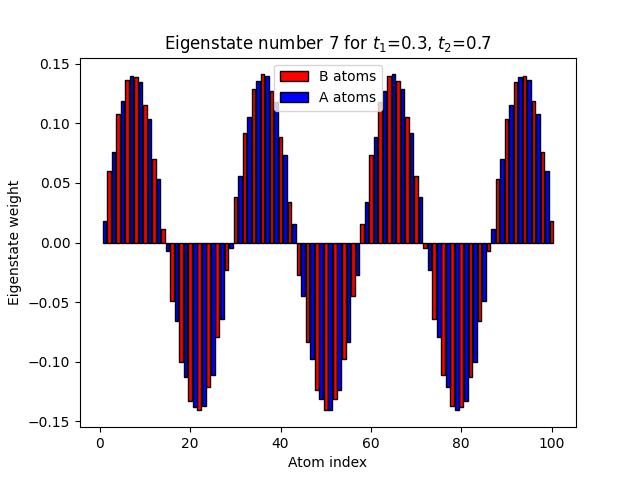 Eigenstate number 7 for t₁=0.3, t₂=0.7
B atoms
A atoms
Eigenstate weight
0.15
0.10
0.05
0.00
−0.05
−0.10
−0.15
0 20 40 60 80 100
Atom index